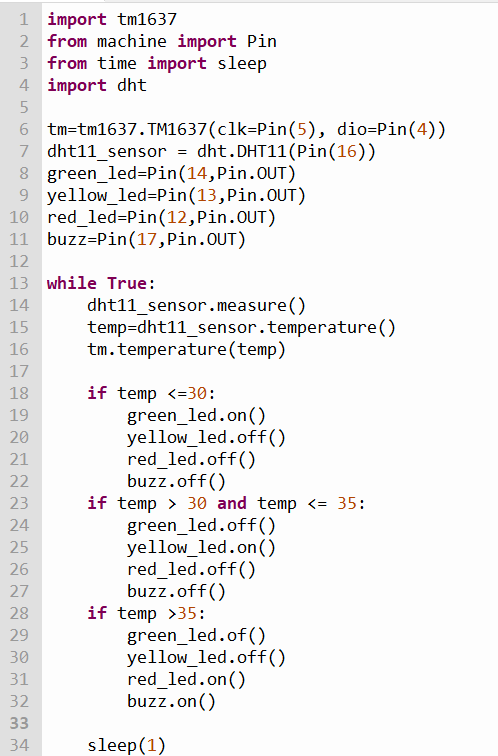 1 import tm1637
2 from machine import Pin
3 from time import sleep
4 import dht
5
6 tm=tm1637.TM1637(clk=Pin(5), dio=Pin(4))
7 dht11_sensor = dht.DHT11(Pin(16))
8 green_led=Pin(14,Pin.OUT)
9 yellow_led=Pin(13,Pin.OUT)
10 red_led=Pin(12,Pin.OUT)
11 buzz=Pin(17,Pin.OUT)
12
13 while True:
14     dht11_sensor.measure()
15     temp=dht11_sensor.temperature()
16     tm.temperature(temp)
17
18     if temp <=30:
19         green_led.on()
20         yellow_led.off()
21         red_led.off()
22         buzz.off()
23     if temp > 30 and temp <= 35:
24         green_led.off()
25         yellow_led.on()
26         red_led.off()
27         buzz.off()
28     if temp >35:
29         green_led.of()
30         yellow_led.off()
31         red_led.on()
32         buzz.on()
33
34     sleep(1)